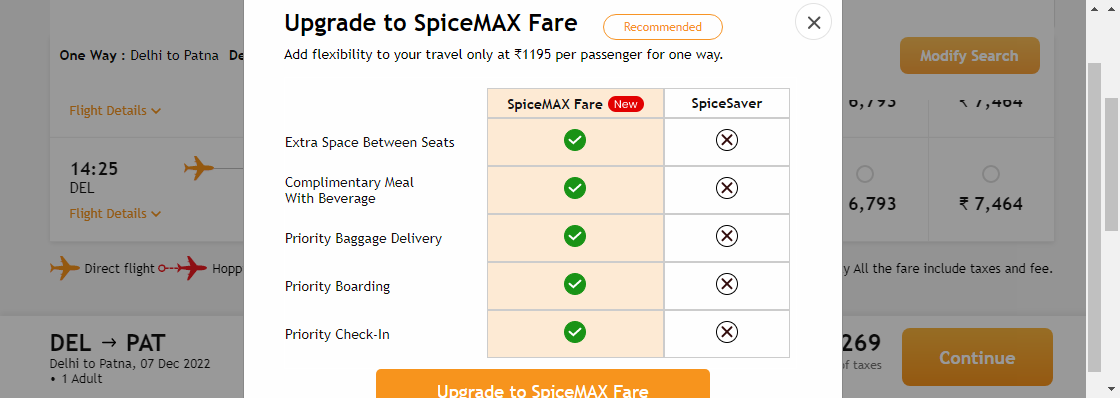 Upgrade to SpiceMAX Fare
Recommended
Add flexibility to your travel only at ₹1195 per passenger for one way.
SpiceMAX Fare New SpiceSaver
Extra Space Between Seats
Complimentary Meal
With Beverage
Priority Baggage Delivery
Priority Boarding
Priority Check-In
Upgrade to SpiceMAX Fare
One Way : Delhi to Patna
Modify Search
Flight Details
6,793 ₹ 7,464
14:25
DEL
Flight Details
6,793 ₹ 7,464
Direct flight
All the fare include taxes and fee.
DEL → PAT
Delhi to Patna, 07 Dec 2022
• 1 Adult
269
of taxes
Continue